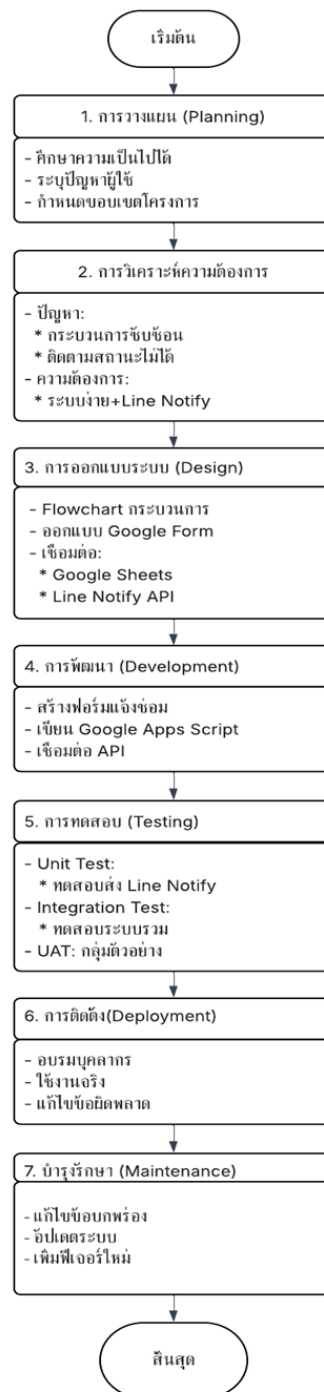 เริ่มต้น
1. การวางแผน (Planning)
- ศึกษาความเป็นไปได้
- ระบุปัญหาผู้ใช้
- กำหนดขอบเขตโครงการ
2. การวิเคราะห์ความต้องการ
- ปัญหา:
* กระบวนการซับซ้อน
* ติดตามสถานะไม่ได้
- ความต้องการ:
* ระบบง่าย+Line Notify
3. การออกแบบระบบ (Design)
- Flowchart กระบวนการ
- ออกแบบ Google Form
- เชื่อมต่อ:
* Google Sheets
* Line Notify API
4. การพัฒนา (Development)
- สร้างฟอร์มแจ้งซ่อม
- เขียน Google Apps Script
- เชื่อมต่อ API
5. การทดสอบ (Testing)
- Unit Test:
* ทดสอบส่ง Line Notify
- Integration Test:
* ทดสอบระบบรวม
- UAT: กลุ่มตัวอย่าง
6. การติดตั้ง(Deployment)
- อบรมบุคลากร
- ใช้งานจริง
- แก้ไขข้อผิดพลาด
7. บำรุงรักษา (Maintenance)
- แก้ไขข้อบกพร่อง
- อัปเดตระบบ
- เพิ่มฟีเจอร์ใหม่
สิ้นสุด